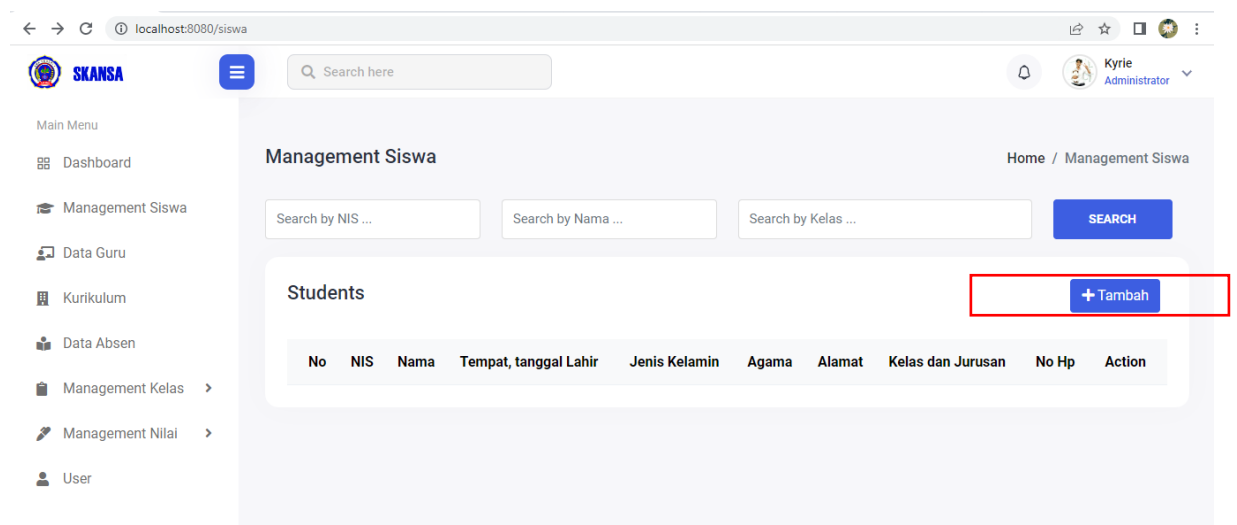 localhost:8080/siswa
SKANSA
Search here
Kyrie
Administrator
Main Menu
Dashboard
Management Siswa
Data Guru
Kurikulum
Data Absen
Management Kelas
Management Nilai
User
Management Siswa
Home / Management Siswa
Search by NIS ...
Search by Nama ...
Search by Kelas ...
SEARCH
Students
+ Tambah
No NIS Nama Tempat, tanggal Lahir Jenis Kelamin Agama Alamat Kelas dan Jurusan No Hp Action